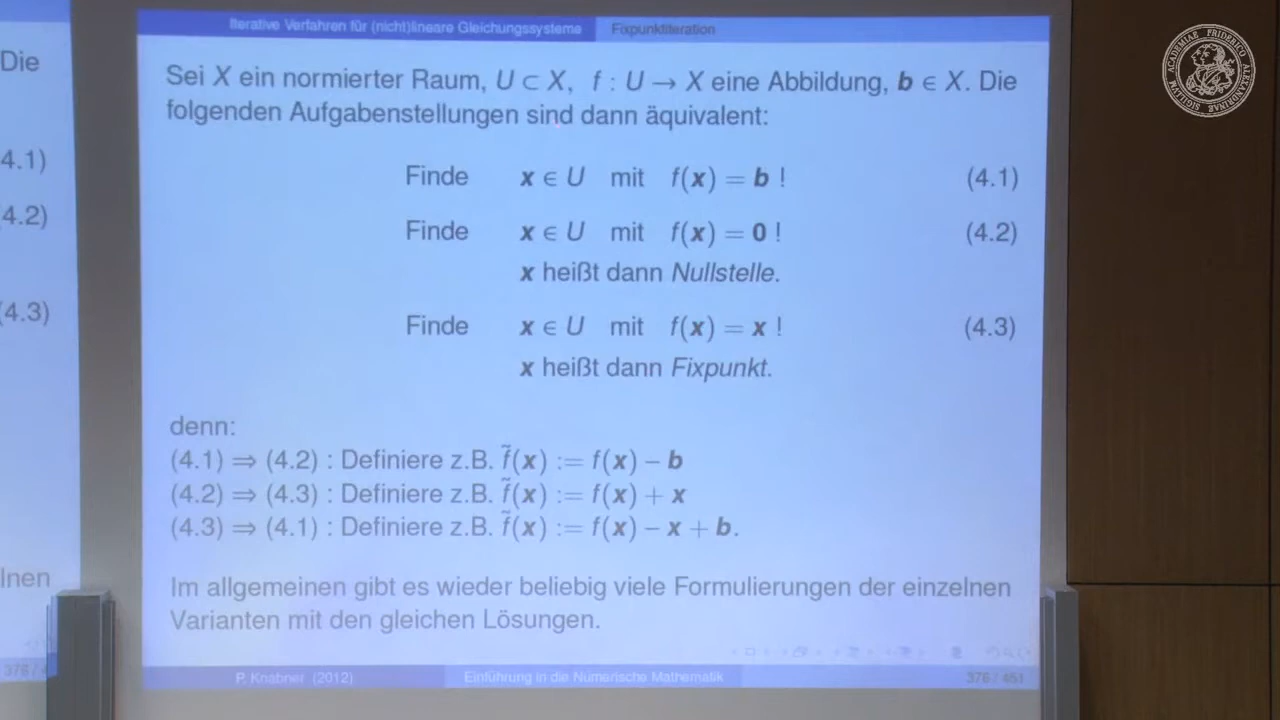 Iterative Verfahren für (nicht)lineare Gleichungssysteme Fixpunktiteration
Sei X ein normierter Raum, U ⊂ X, f : U → X eine Abbildung, b ∈ X. Die
folgenden Aufgabenstellungen sind dann äquivalent:
Finde x ∈ U mit f(x) = b ! (4.1)
Finde x ∈ U mit f(x) = 0 ! (4.2)
x heißt dann Nullstelle.
Finde x ∈ U mit f(x) = x ! (4.3)
x heißt dann Fixpunkt.
denn:
(4.1) ⇒ (4.2) : Definiere z.B. f̃(x) := f(x) − b
(4.2) ⇒ (4.3) : Definiere z.B. f̃(x) := f(x) + x
(4.3) ⇒ (4.1) : Definiere z.B. f̃(x) := f(x) − x + b.
Im allgemeinen gibt es wieder beliebig viele Formulierungen der einzelnen
Varianten mit den gleichen Lösungen.
P. Knabner (2012) Einführung in die Numerische Mathematik 376 / 451
Die
4.1)
4.2)
(4.3)
lnen
376 /